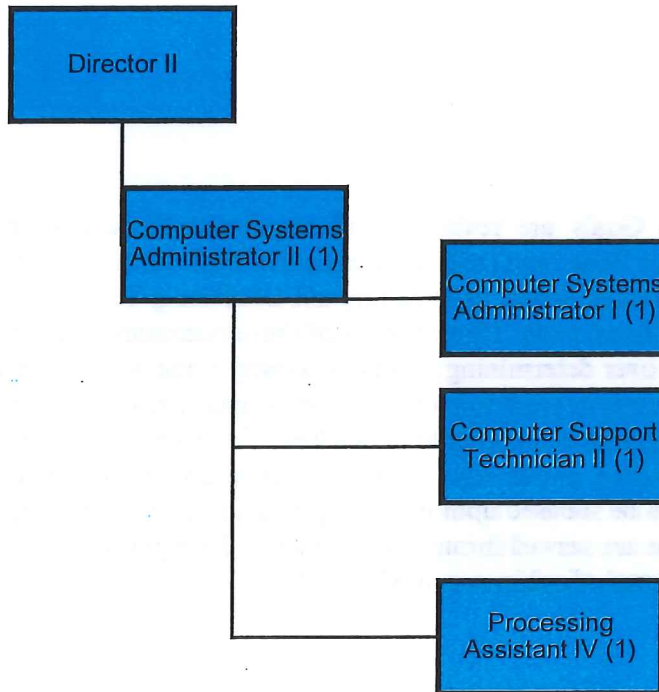 Director II
Computer Systems
Administrator II (1)
Computer Systems
Administrator I (1)
Computer Support
Technician II (1)
Processing
Assistant IV (1)